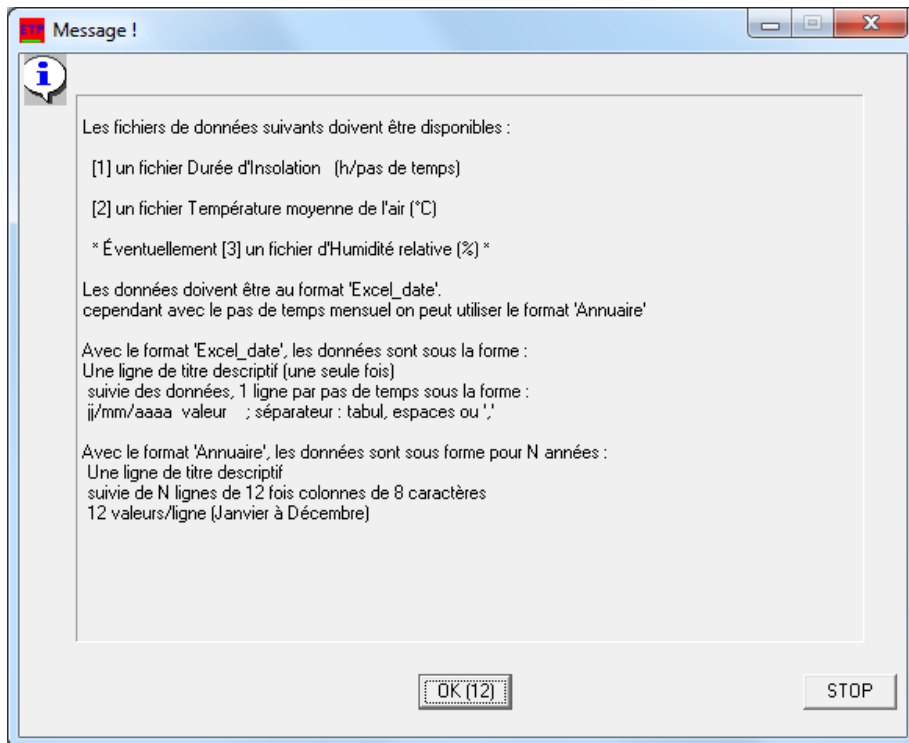 ETP Message !
Les fichiers de données suivants doivent être disponibles :
[1] un fichier Durée d'Insolation (h/pas de temps)
[2] un fichier Température moyenne de l'air (°C)
* Éventuellement [3] un fichier d'Humidité relative (%) *
Les données doivent être au format 'Excel_date'.
cependant avec le pas de temps mensuel on peut utiliser le format 'Annuaire'
Avec le format 'Excel_date', les données sont sous la forme :
Une ligne de titre descriptif (une seule fois)
suivie des données, 1 ligne par pas de temps sous la forme :
jj/mm/aaaa valeur ; séparateur : tabul, espaces ou ','
Avec le format 'Annuaire', les données sont sous forme pour N années :
Une ligne de titre descriptif
suivie de N lignes de 12 fois colonnes de 8 caractères
12 valeurs/ligne (Janvier à Décembre)
OK (12)
STOP